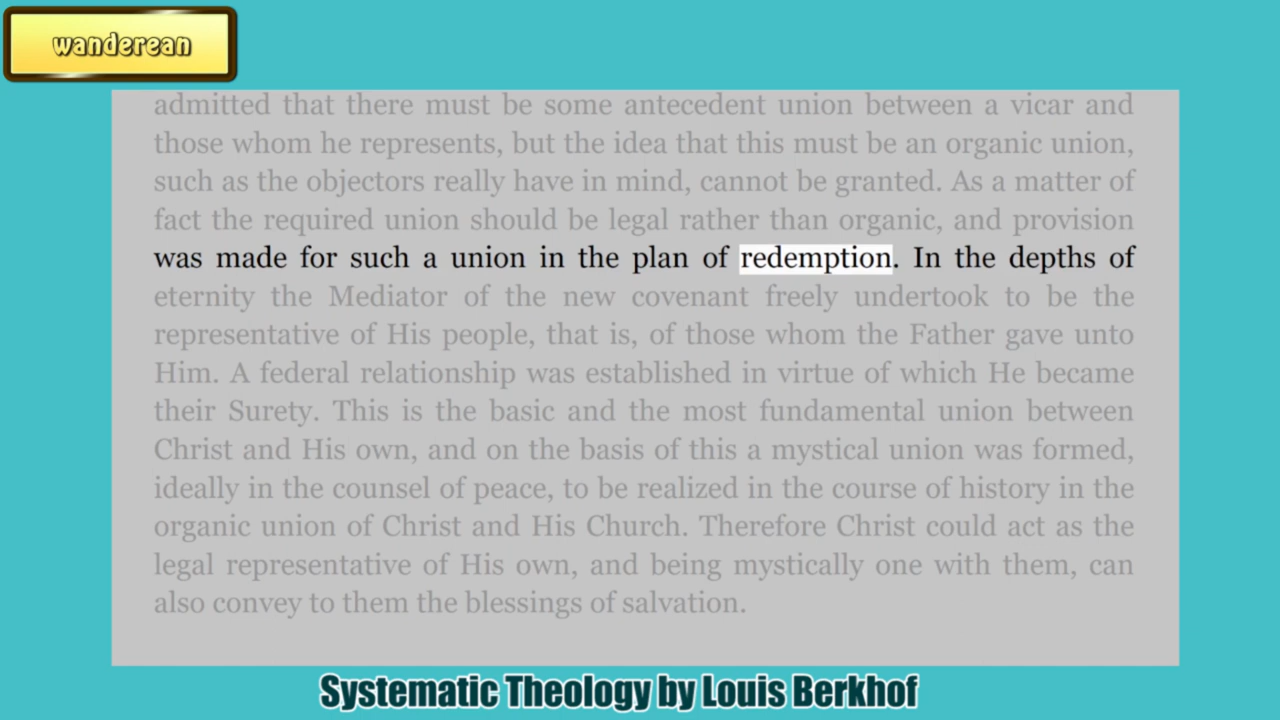 wanderean
admitted that there must be some antecedent union between a vicar and
those whom he represents, but the idea that this must be an organic union,
such as the objectors really have in mind, cannot be granted. As a matter of
fact the required union should be legal rather than organic, and provision
was made for such a union in the plan of redemption. In the depths of
eternity the Mediator of the new covenant freely undertook to be the
representative of His people, that is, of those whom the Father gave unto
Him. A federal relationship was established in virtue of which He became
their Surety. This is the basic and the most fundamental union between
Christ and His own, and on the basis of this a mystical union was formed,
ideally in the counsel of peace, to be realized in the course of history in the
organic union of Christ and His Church. Therefore Christ could act as the
legal representative of His own, and being mystically one with them, can
also convey to them the blessings of salvation.
Systematic Theology by Louis Berkhof